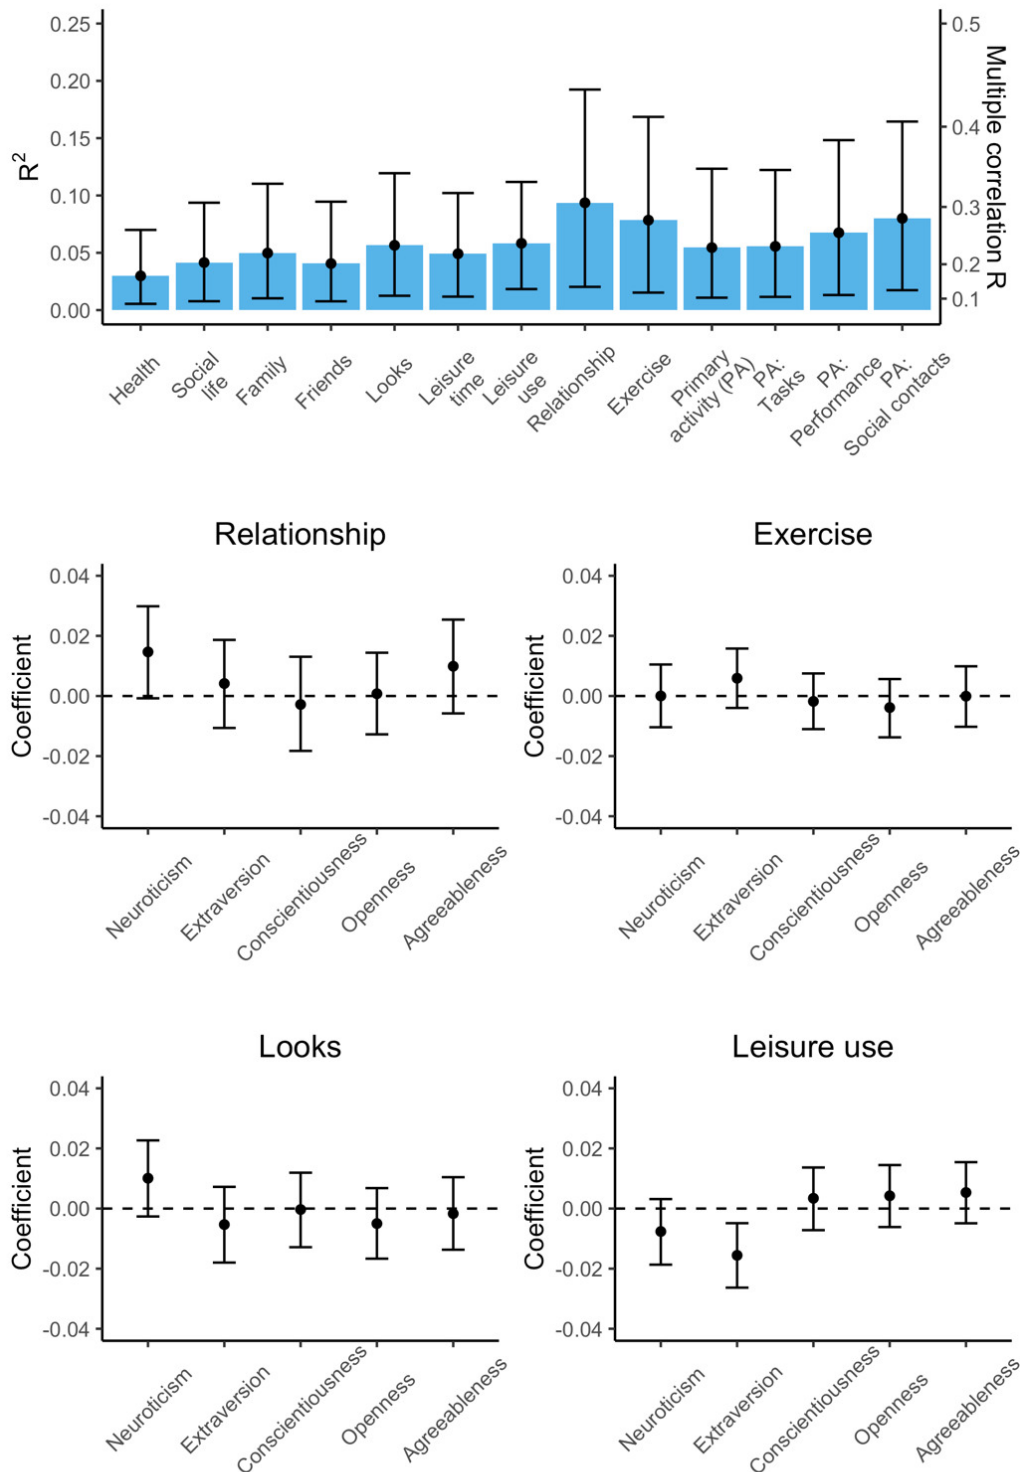 0.25
0.20
0.15
0.10
0.05
0.00
R2
0.5
0.4
0.3
0.2
0.1
Multiple correlation R
Health
Social
life
Family
Friends
Looks
Leisure
time
Leisure
use
Relationship
Exercise
Primary
activity (PA)
PA:
Tasks
PA:
Performance
PA:
Social contacts
Relationship
0.04
0.02
0.00
-0.02
-0.04
Coefficient
Neuroticism
Extraversion
Conscientiousness
Openness
Agreeableness
Exercise
0.04
0.02
0.00
-0.02
-0.04
Coefficient
Neuroticism
Extraversion
Conscientiousness
Openness
Agreeableness
Looks
0.04
0.02
0.00
-0.02
-0.04
Coefficient
Neuroticism
Extraversion
Conscientiousness
Openness
Agreeableness
Leisure use
0.04
0.02
0.00
-0.02
-0.04
Coefficient
Neuroticism
Extraversion
Conscientiousness
Openness
Agreeableness